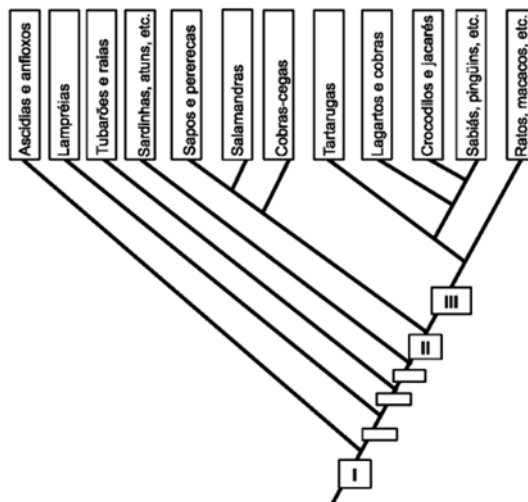 Ascídias e anfioxos
Lampréias
Tubarões e raias
Sardinhas, atuns, etc.
Sapos e pererecas
Salamandras
Cobras-cegas
Tartarugas
Lagartos e cobras
Crocodilos e jacarés
Sabiás, pingüins, etc.
Ratos, macacos, etc.
III
II
I